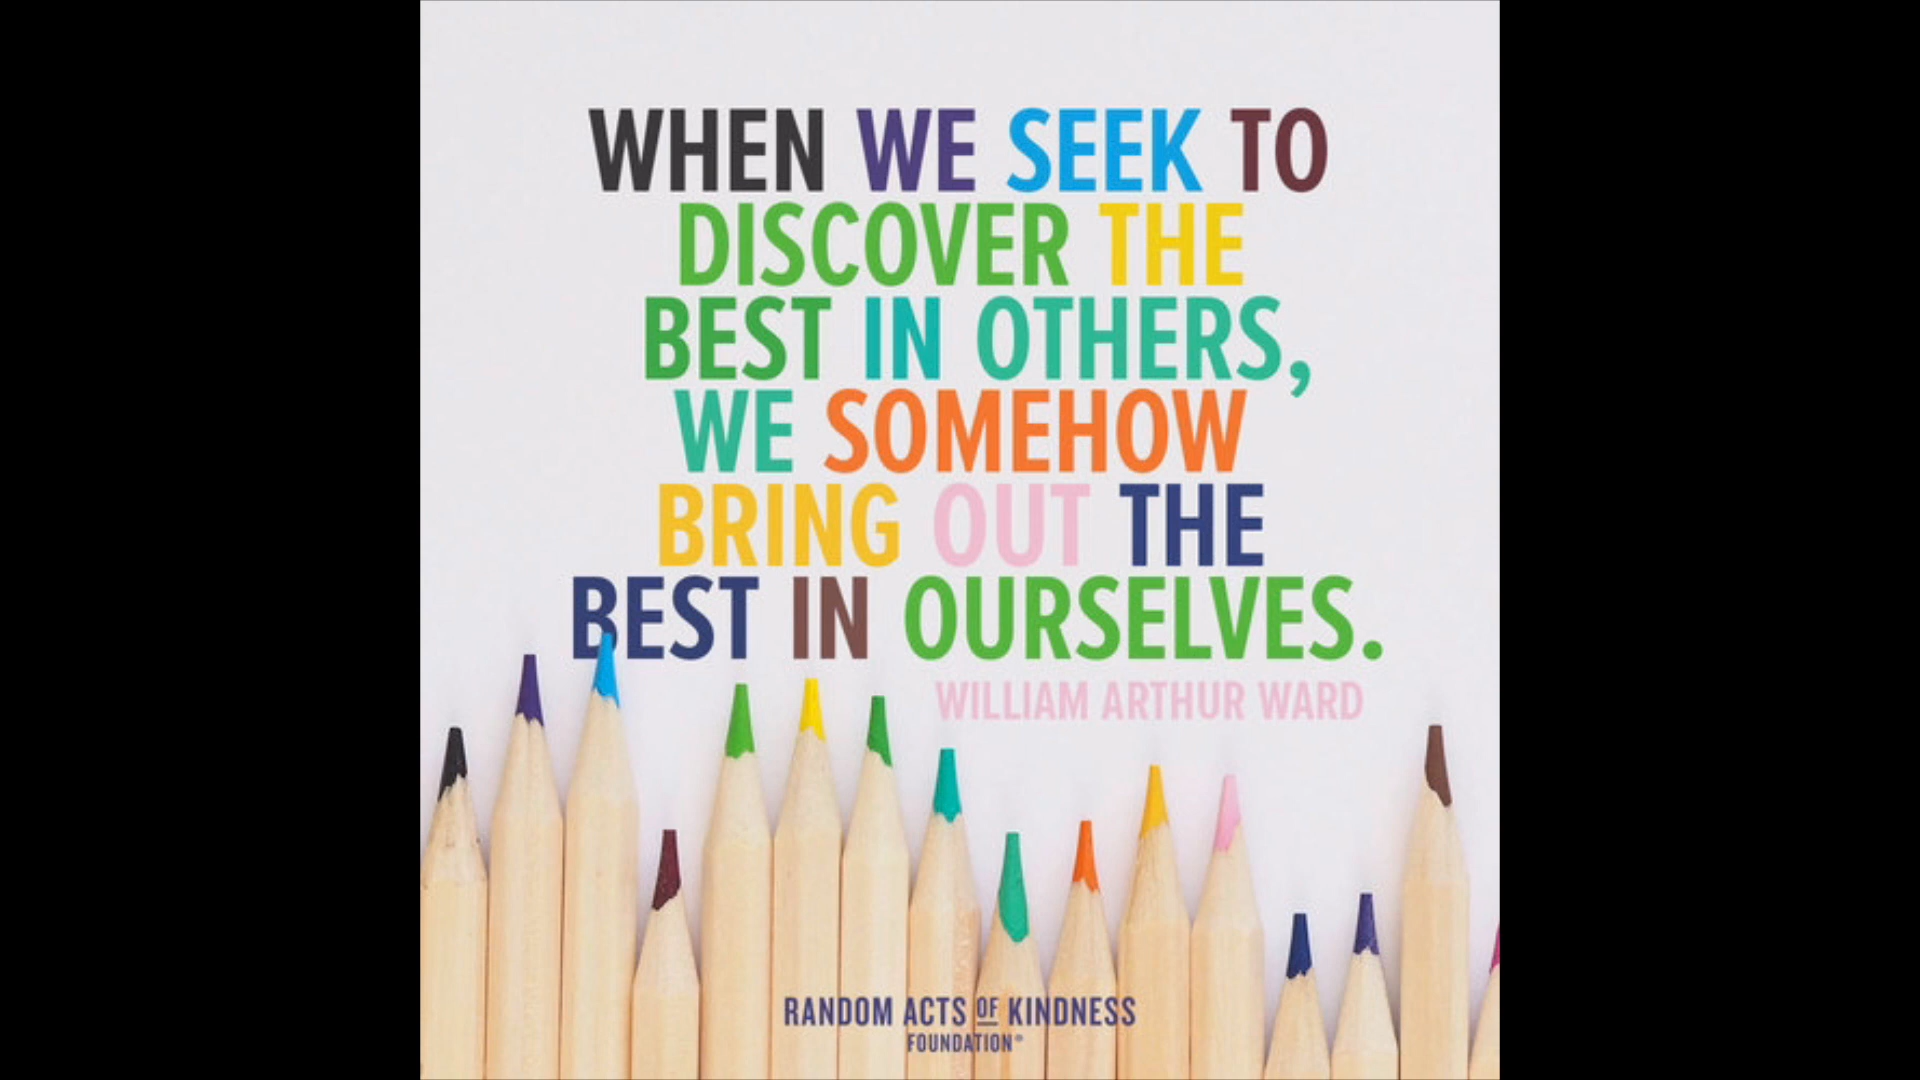 WHEN WE SEEK TO
DISCOVER THE
BEST IN OTHERS,
WE SOMEHOW
BRING OUT THE
BEST IN OURSELVES.
WILLIAM ARTHUR WARD
RANDOM ACTS OF KINDNESS
FOUNDATION®